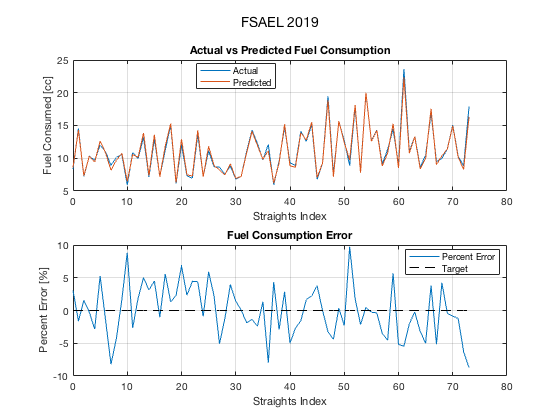 FSAEL 2019
Actual vs Predicted Fuel Consumption
Fuel Consumed [cc]
25
20
15
10
5
Actual
Predicted
0 10 20 30 40 50 60 70 80
Straights Index
Fuel Consumption Error
Percent Error [%]
10
5
0
-5
-10
Percent Error
Target
0 10 20 30 40 50 60 70 80
Straights Index